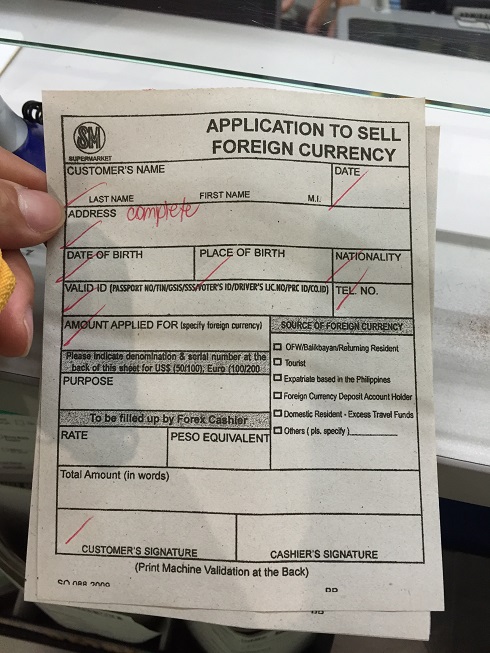 SM
SUPERMARKET
APPLICATION TO SELL
FOREIGN CURRENCY
CUSTOMER'S NAME
DATE
LAST NAME FIRST NAME M.I.
ADDRESS complete
DATE OF BIRTH PLACE OF BIRTH NATIONALITY
VALID ID (PASSPORT NO/TIN/GSIS/SSS/VOTER'S ID/DRIVER'S LIC.NO/PRC ID/CO.ID) TEL. NO.
AMOUNT APPLIED FOR (specify foreign currency)
Please indicate denomination & serial number at the
back of this sheet for US$ (50/100), Euro (100/200
PURPOSE
To be filled up by Forex Cashier
RATE PESO EQUIVALENT
SOURCE OF FOREIGN CURRENCY
OFW/Balikbayan/Returning Resident
Tourist
Expatriate based in the Philippines
Foreign Currency Deposit Account Holder
Domestic Resident - Excess Travel Funds
Others ( pls. specify )
Total Amount (in words)
CUSTOMER'S SIGNATURE CASHIER'S SIGNATURE
(Print Machine Validation at the Back)